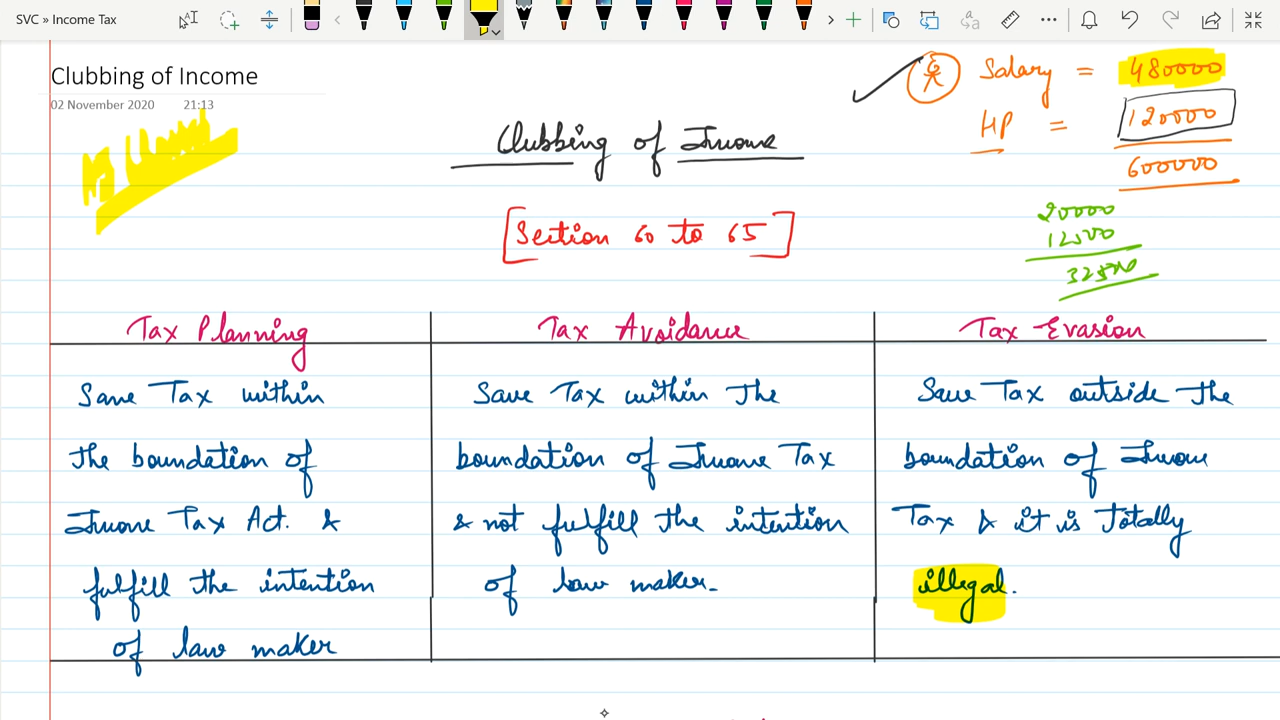 SVC » Income Tax
Clubbing of Income
02 November 2020 21:13
Salary = 480000
HP = 120000
600000
Clubbing of Income
[Section 60 to 65]
20000
12500
32500
Tax Planning
Save Tax within
the boundation of
Income Tax Act. &
fulfill the intention
of law maker
Tax Avoidance
Save Tax within the
boundation of Income Tax
& not fulfill the intention
of law maker.
Tax Evasion
Save Tax outside the
boundation of Income
Tax & it is Totally
illegal.